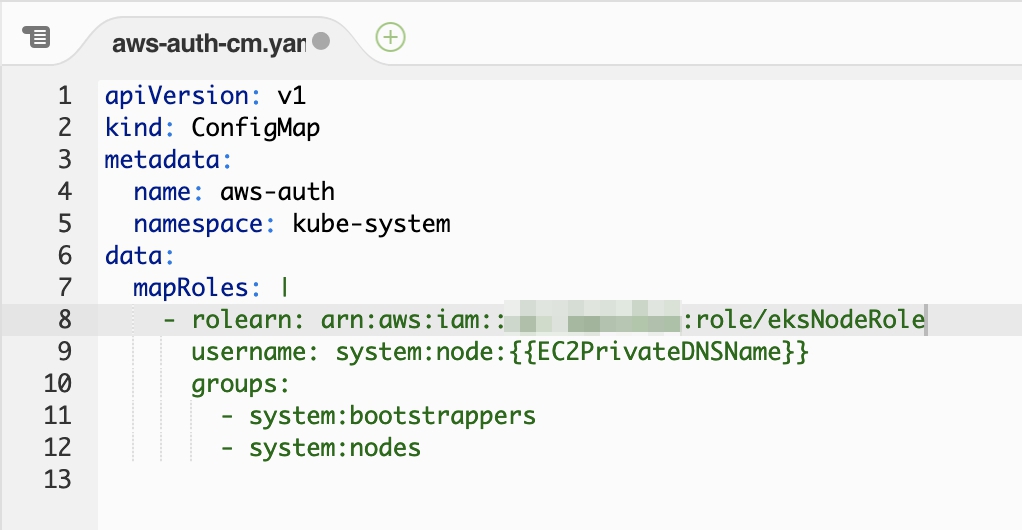 aws-auth-cm.yan
1 apiVersion: v1
2 kind: ConfigMap
3 metadata:
4   name: aws-auth
5   namespace: kube-system
6 data:
7   mapRoles: |
8     - rolearn: arn:aws:iam:::role/eksNodeRole
9       username: system:node:{{EC2PrivateDNSName}}
10       groups:
11         - system:bootstrappers
12         - system:nodes
13